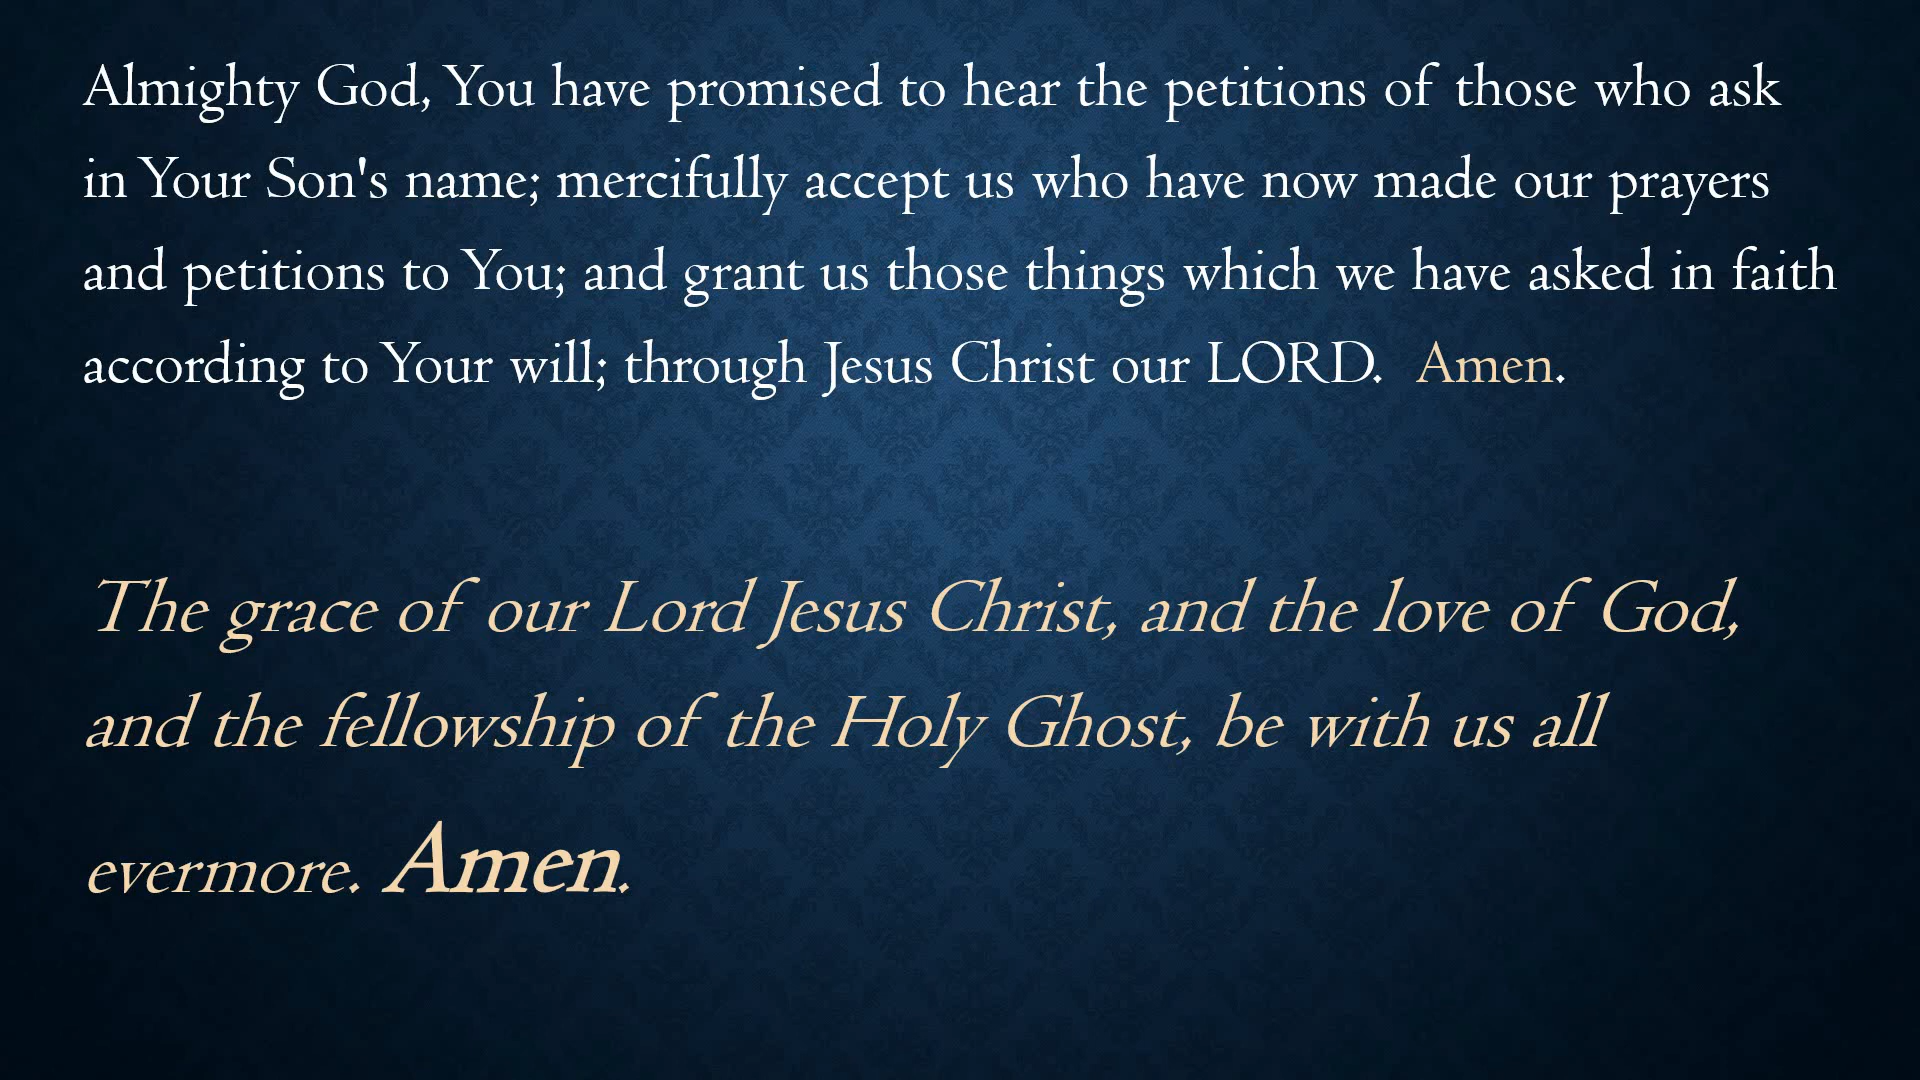 Almighty God, You have promised to hear the petitions of those who ask
in Your Son's name; mercifully accept us who have now made our prayers
and petitions to You; and grant us those things which we have asked in faith
according to Your will; through Jesus Christ our LORD. Amen.
The grace of our Lord Jesus Christ, and the love of God,
and the fellowship of the Holy Ghost, be with us all
evermore. Amen.